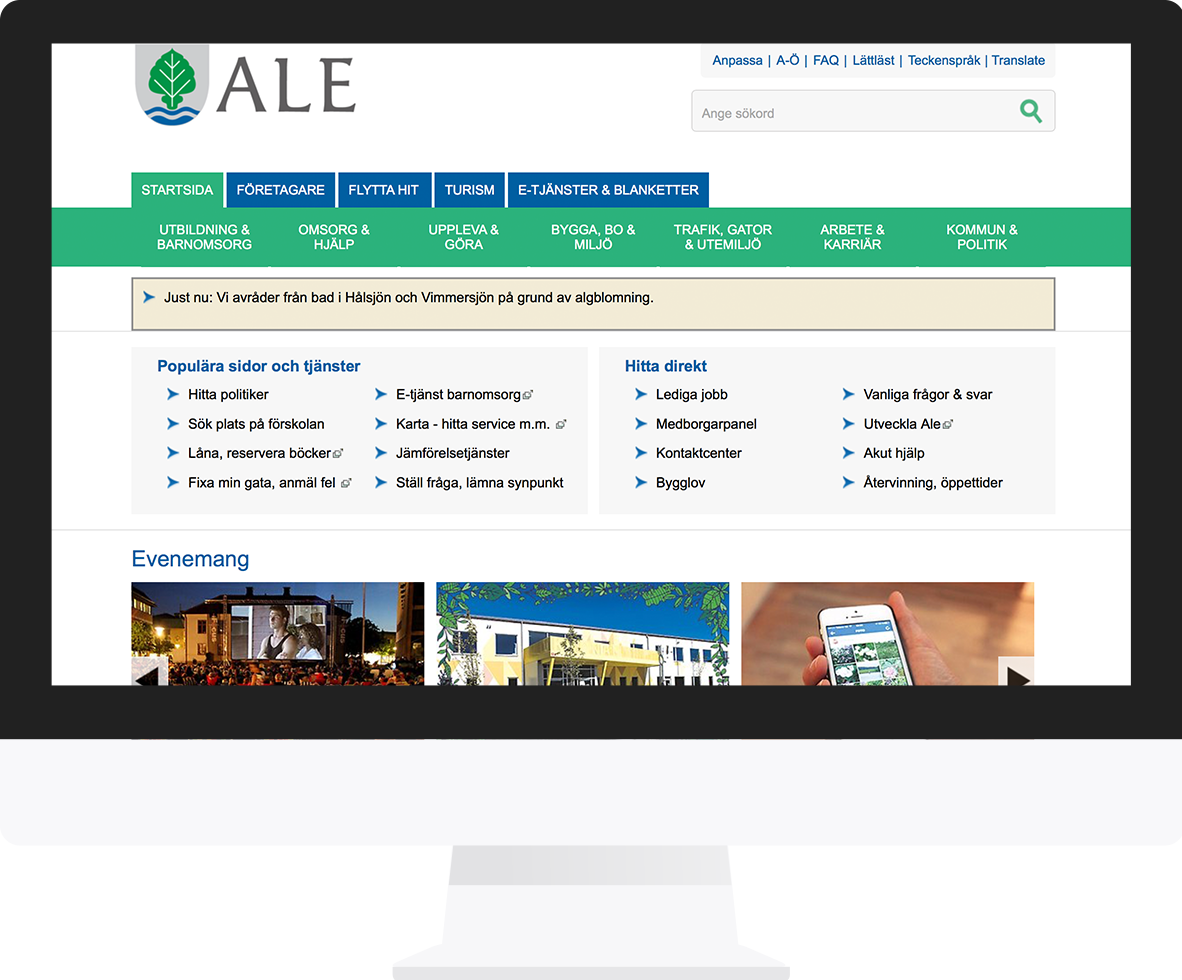 ALE
Anpassa | A-Ö | FAQ | Lättläst | Teckenspråk | Translate
Ange sökord
STARTSIDA FÖRETAGARE FLYTTA HIT TURISM E-TJÄNSTER & BLANKETTER
UTBILDNING & OMSORG & UPPLEVA & BYGGA, BO & TRAFIK, GATOR ARBETE & KOMMUN &
BARNOMSORG HJÄLP GÖRA MILJÖ & UTEMILJÖ KARRIÄR POLITIK
Just nu: Vi avråder från bad i Hålsjön och Vimmersjön på grund av algblomning.
Populära sidor och tjänster
Hitta politiker
Sök plats på förskolan
Låna, reservera böcker
Fixa min gata, anmäl fel
E-tjänst barnomsorg
Karta - hitta service m.m.
Jämförelsetjänster
Ställ fråga, lämna synpunkt
Hitta direkt
Lediga jobb
Medborgarpanel
Kontaktcenter
Bygglov
Vanliga frågor & svar
Utveckla Ale
Akut hjälp
Återvinning, öppettider
Evenemang